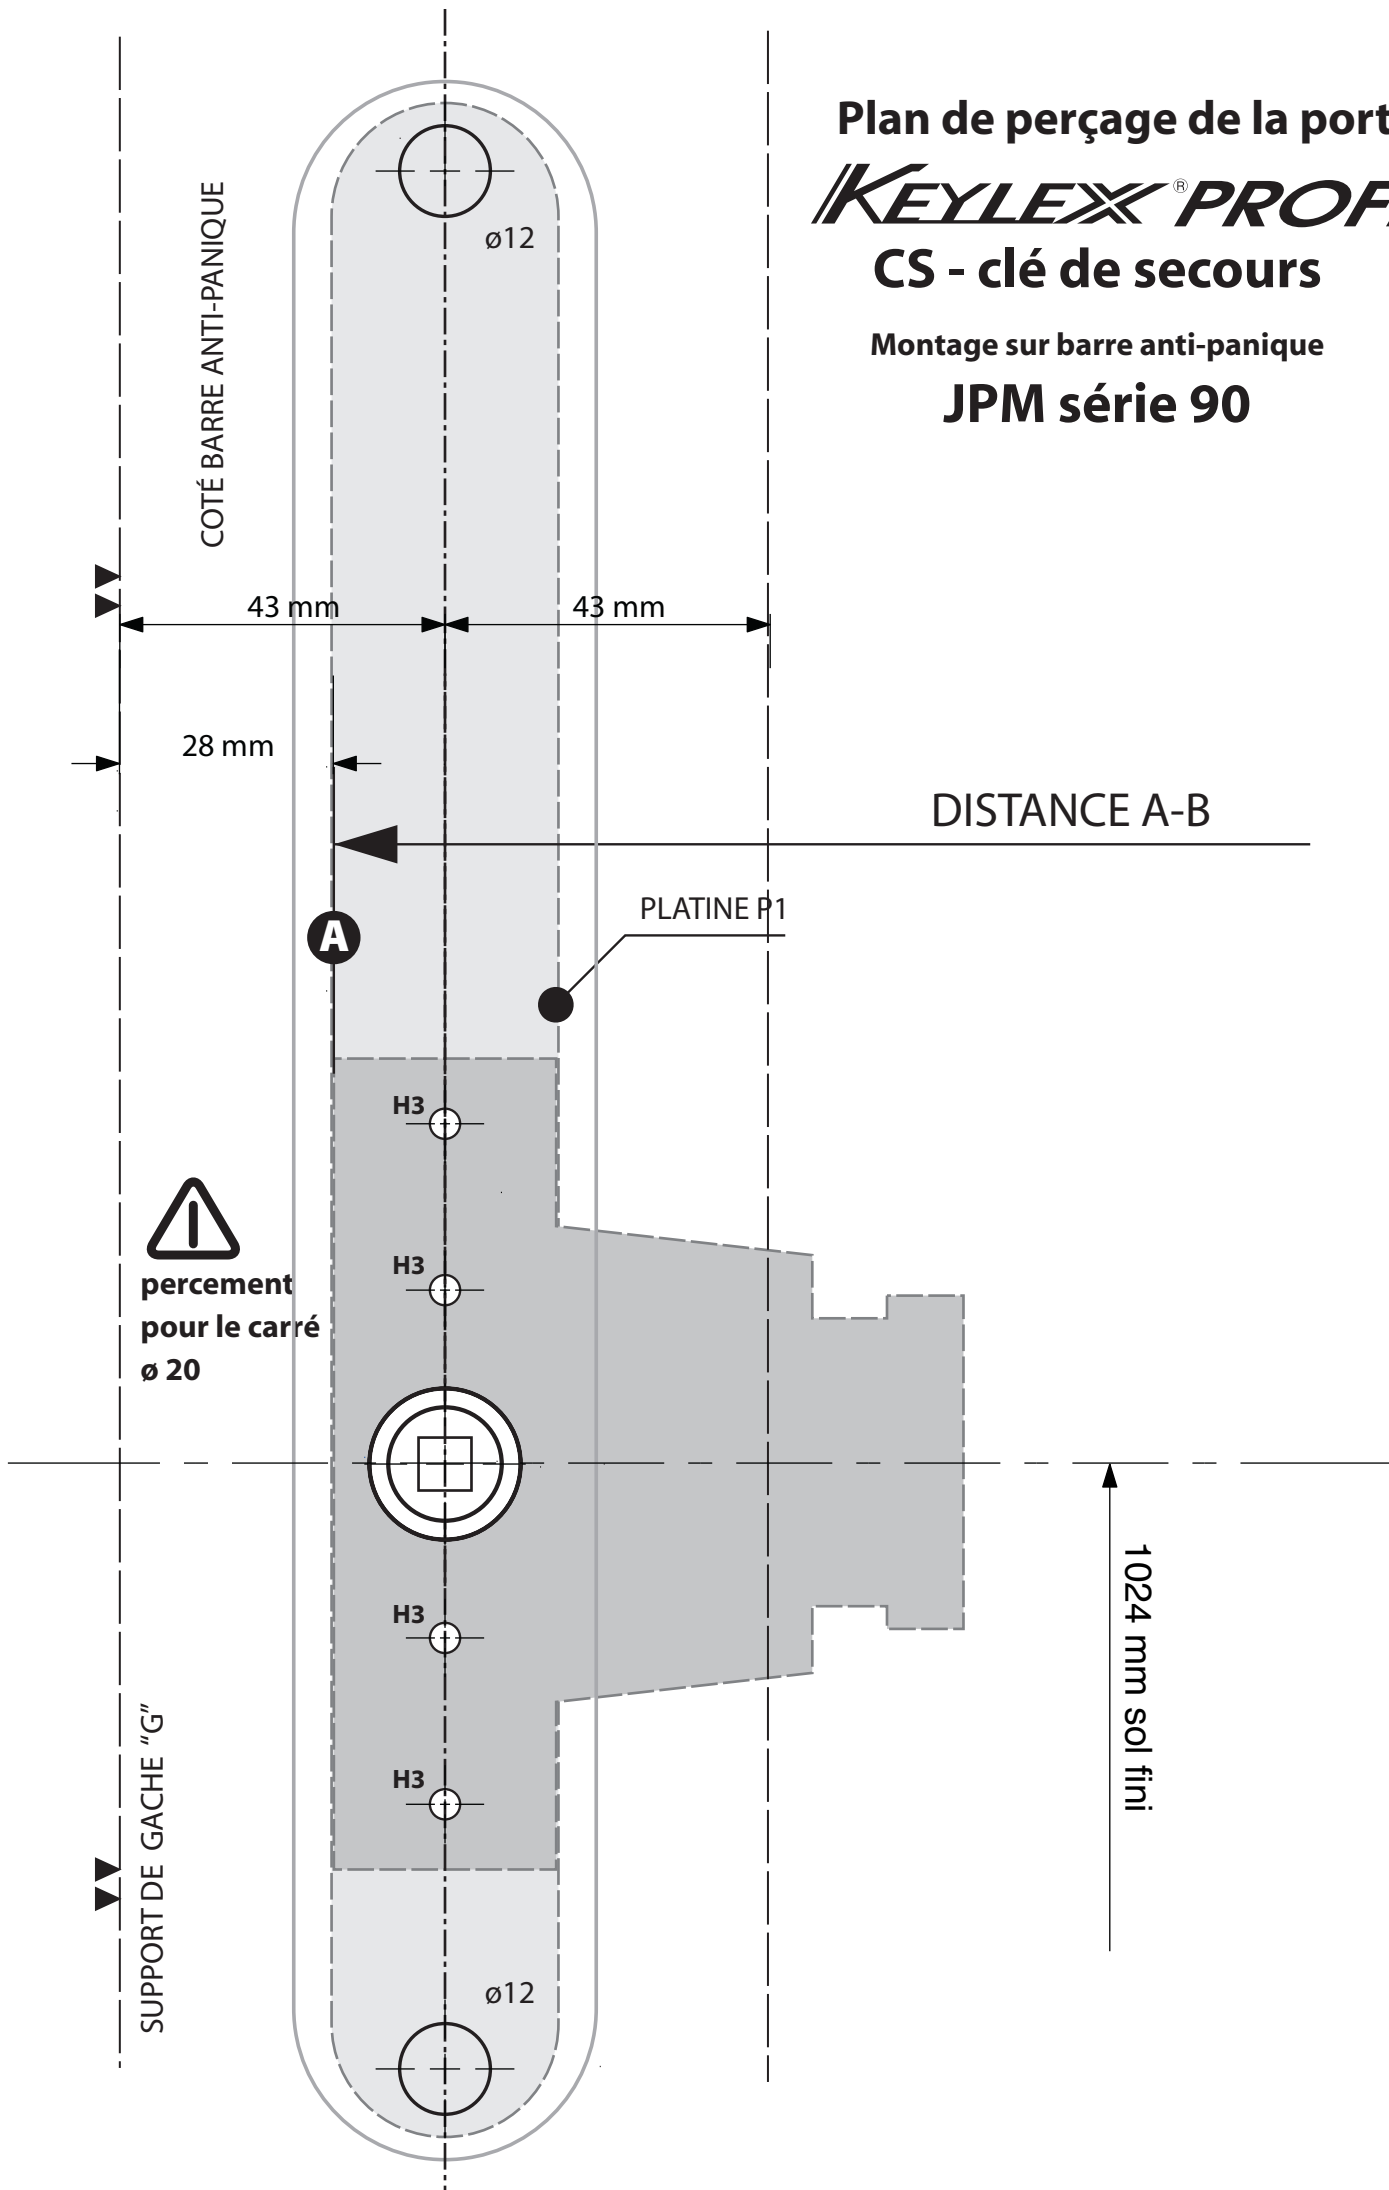 Plan de perçage de la port
KEYLEX® PROF
CS - clé de secours
Montage sur barre anti-panique
JPM série 90
ø12
COTÉ BARRE ANTI-PANIQUE
43 mm
43 mm
28 mm
DISTANCE A-B
PLATINE P1
A
H3
H3
percement
pour le carré
ø 20
1024 mm sol fini
H3
SUPPORT DE GACHE "G"
H3
ø12